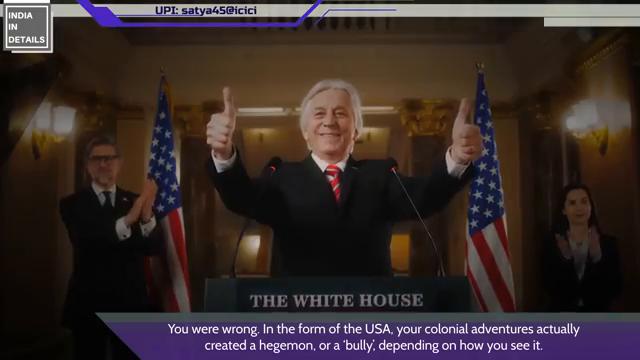 UPI: satya45@icici
INDIA
IN
DETAILS
THE WHITE HOUSE
You were wrong. In the form of the USA, your colonial adventures actually
created a hegemon, or a 'bully', depending on how you see it.